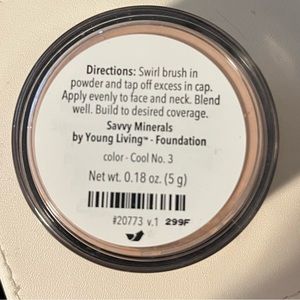 Directions: Swirl brush in
powder and tap off excess in cap.
Apply evenly to face and neck. Blend
well. Build to desired coverage.
Savvy Minerals
by Young Living™ - Foundation
color - Cool No. 3
Net wt. 0.18 oz. (5 g)
#20773 v.1 299F